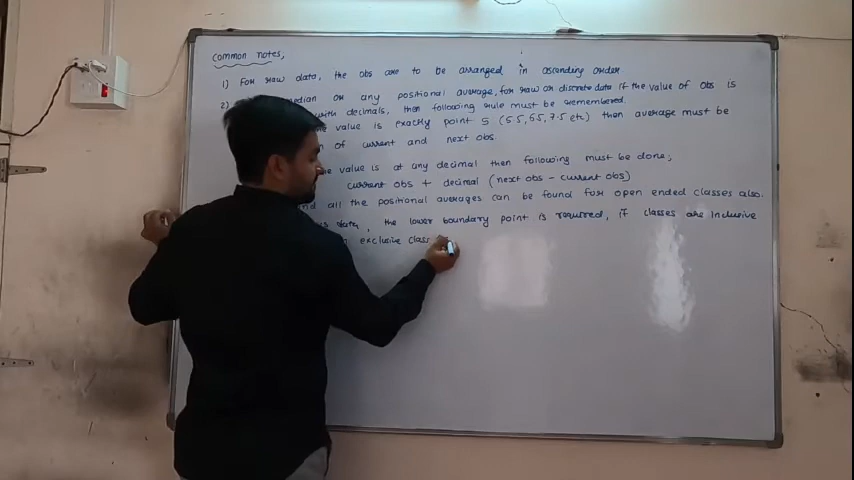 Common notes,
1) For raw data, the obs are to be arranged in ascending order
2) median or any positional average, for raw or discrete data if the value of obs is
with decimals, then following rule must be remembered.
value is exactly point 5 (5.5, 6.5, 7.5 etc) then average must be
of current and next obs.
value is at any decimal then following must be done,
current obs + decimal (next obs - current obs)
all the positional averages can be found for open ended classes also.
data, the lower boundary point is required, if classes are inclusive
exclusive class